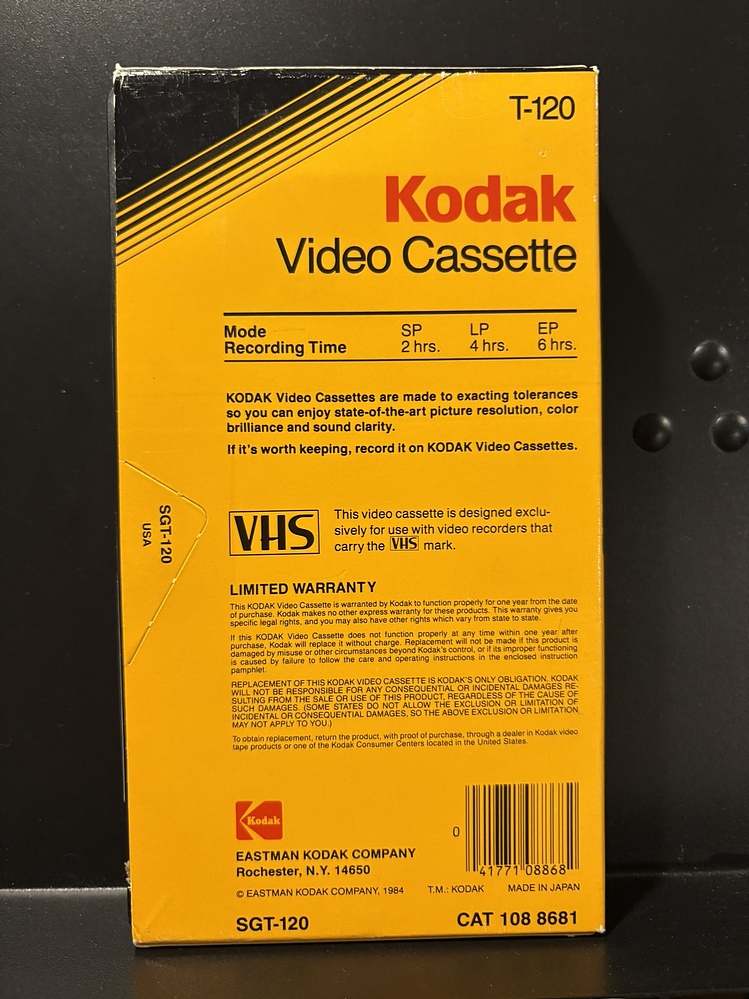 T-120
Kodak
Video Cassette
Mode SP LP EP
Recording Time 2 hrs. 4 hrs. 6 hrs.
KODAK Video Cassettes are made to exacting tolerances
so you can enjoy state-of-the-art picture resolution, color
brilliance and sound clarity.
If it's worth keeping, record it on KODAK Video Cassettes.
SGT-120
USA
VHS
This video cassette is designed exclu-
sively for use with video recorders that
carry the VHS mark.
LIMITED WARRANTY
This KODAK Video Cassette is warranted by Kodak to function properly for one year from the date
of purchase. Kodak makes no other express warranty for these products. This warranty gives you
specific legal rights, and you may also have other rights which vary from state to state.
If this KODAK Video Cassette does not function properly at any time within one year after
purchase, Kodak will replace it without charge. Replacement will not be made if this product is
damaged by misuse or other circumstances beyond Kodak's control, or if its improper functioning
is caused by failure to follow the care and operating instructions in the enclosed instruction
pamphlet.
REPLACEMENT OF THIS KODAK VIDEO CASSETTE IS KODAK'S ONLY OBLIGATION. KODAK
WILL NOT BE RESPONSIBLE FOR ANY CONSEQUENTIAL OR INCIDENTAL DAMAGES RE-
SULTING FROM THE SALE OR USE OF THIS PRODUCT, REGARDLESS OF THE CAUSE OF
SUCH DAMAGES. (SOME STATES DO NOT ALLOW THE EXCLUSION OR LIMITATION OF
INCIDENTAL OR CONSEQUENTIAL DAMAGES, SO THE ABOVE EXCLUSION OR LIMITATION
MAY NOT APPLY TO YOU.)
To obtain replacement, return the product, with proof of purchase, through a dealer in Kodak video
tape products or one of the Kodak Consumer Centers located in the United States.
Kodak
EASTMAN KODAK COMPANY
Rochester, N.Y. 14650
0 41771 08868
© EASTMAN KODAK COMPANY, 1984 T.M.: KODAK MADE IN JAPAN
SGT-120 CAT 108 8681